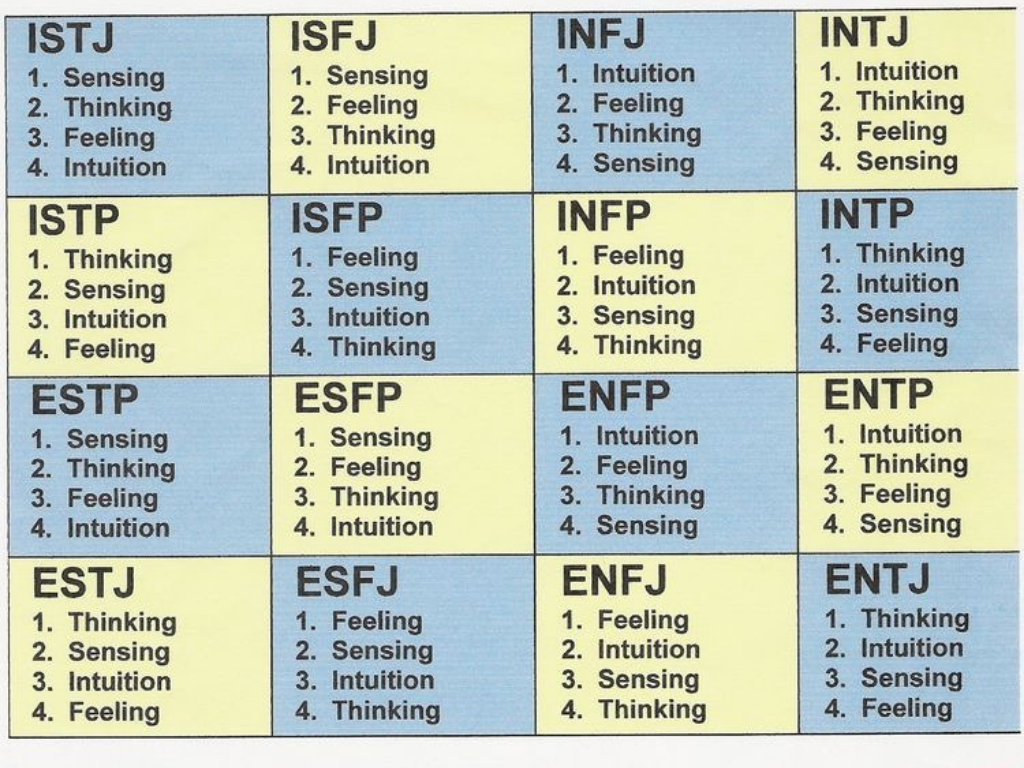 ISTJ
1. Sensing
2. Thinking
3. Feeling
4. Intuition
ISFJ
1. Sensing
2. Feeling
3. Thinking
4. Intuition
INFJ
1. Intuition
2. Feeling
3. Thinking
4. Sensing
INTJ
1. Intuition
2. Thinking
3. Feeling
4. Sensing
ISTP
1. Thinking
2. Sensing
3. Intuition
4. Feeling
ISFP
1. Feeling
2. Sensing
3. Intuition
4. Thinking
INFP
1. Feeling
2. Intuition
3. Sensing
4. Thinking
INTP
1. Thinking
2. Intuition
3. Sensing
4. Feeling
ESTP
1. Sensing
2. Thinking
3. Feeling
4. Intuition
ESFP
1. Sensing
2. Feeling
3. Thinking
4. Intuition
ENFP
1. Intuition
2. Feeling
3. Thinking
4. Sensing
ENTP
1. Intuition
2. Thinking
3. Feeling
4. Sensing
ESTJ
1. Thinking
2. Sensing
3. Intuition
4. Feeling
ESFJ
1. Feeling
2. Sensing
3. Intuition
4. Thinking
ENFJ
1. Feeling
2. Intuition
3. Sensing
4. Thinking
ENTJ
1. Thinking
2. Intuition
3. Sensing
4. Feeling